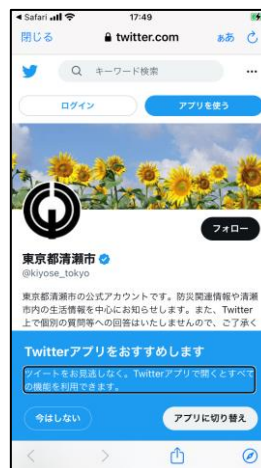 Safari
17:49
閉じる
twitter.com
ぁあ
キーワード検索
ログイン
アプリを使う
フォロー
東京都清瀬市
@kiyose_tokyo
東京都清瀬市の公式アカウントです。防災関連情報や清瀬
市内の生活情報を中心にお知らせします。また、Twitter
上で個別の質問等への回答はいたしませんので、ご了承く
Twitterアプリをおすすめします
ツイートをお見逃しなく。Twitterアプリで開くとすべて
の機能を利用できます。
今はしない
アプリに切り替え